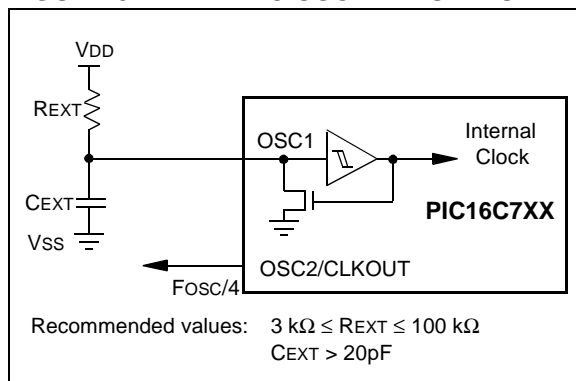 VDD
REXT
OSC1
Internal
Clock
CEXT
PIC16C7XX
VSS
OSC2/CLKOUT
FOSC/4
Recommended values: 3 kΩ ≤ REXT ≤ 100 kΩ
CEXT > 20pF